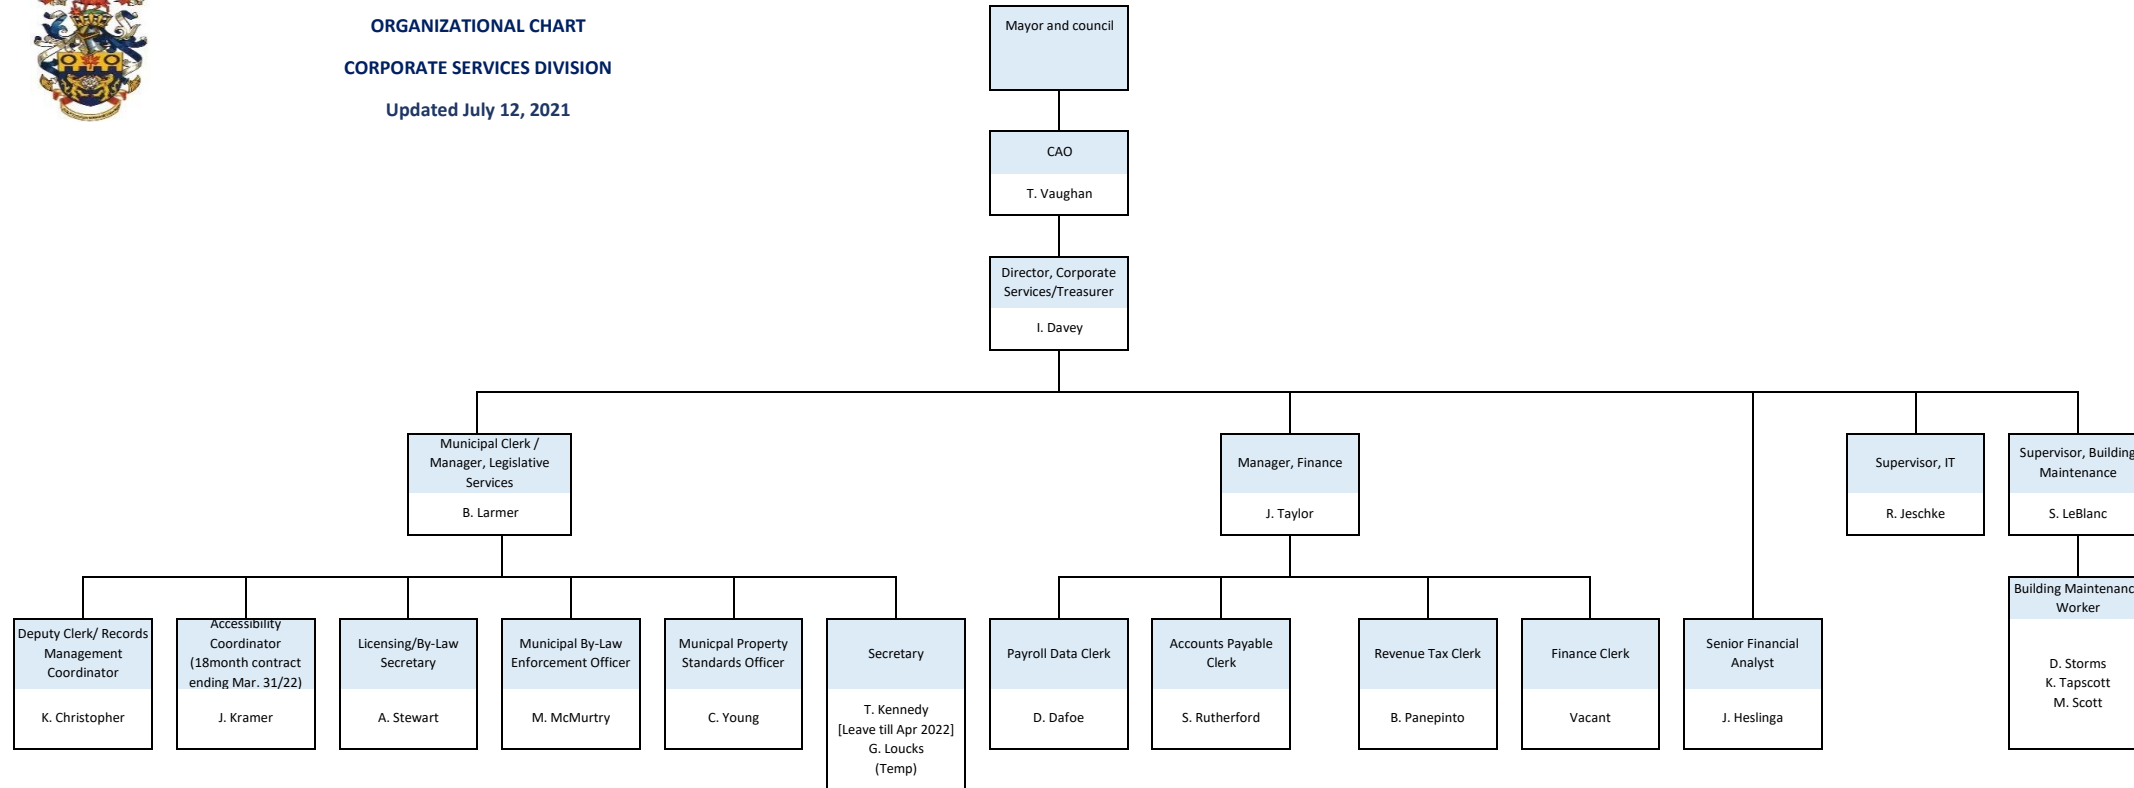 ORGANIZATIONAL CHART
CORPORATE SERVICES DIVISION
Updated July 12, 2021
Mayor and council
CAO
T. Vaughan
Director, Corporate
Services/Treasurer
I. Davey
Municipal Clerk /
Manager, Legislative
Services
B. Larmer
Manager, Finance
J. Taylor
Supervisor, IT
R. Jeschke
Supervisor, Building
Maintenance
S. LeBlanc
Deputy Clerk/ Records
Management
Coordinator
K. Christopher
Accessibility
Coordinator
(18month contract
ending Mar. 31/22)
J. Kramer
Licensing/By-Law
Secretary
A. Stewart
Municipal By-Law
Enforcement Officer
M. McMurtry
Municpal Property
Standards Officer
C. Young
Secretary
T. Kennedy
[Leave till Apr 2022]
G. Loucks
(Temp)
Payroll Data Clerk
D. Dafoe
Accounts Payable
Clerk
S. Rutherford
Revenue Tax Clerk
B. Panepinto
Finance Clerk
Vacant
Senior Financial
Analyst
J. Heslinga
Building Maintenanc
Worker
D. Storms
K. Tapscott
M. Scott